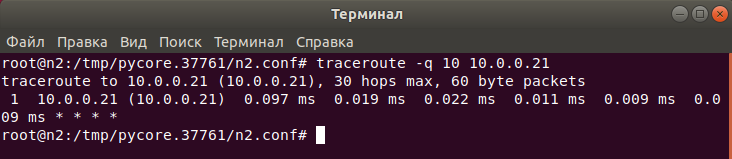 Терминал
Файл Правка Вид Поиск Терминал Справка
root@n2:/tmp/pycore.37761/n2.conf# traceroute -q 10 10.0.0.21
traceroute to 10.0.0.21 (10.0.0.21), 30 hops max, 60 byte packets
 1  10.0.0.21 (10.0.0.21)  0.097 ms  0.019 ms  0.022 ms  0.011 ms  0.009 ms  0.0
09 ms * * * *
root@n2:/tmp/pycore.37761/n2.conf#